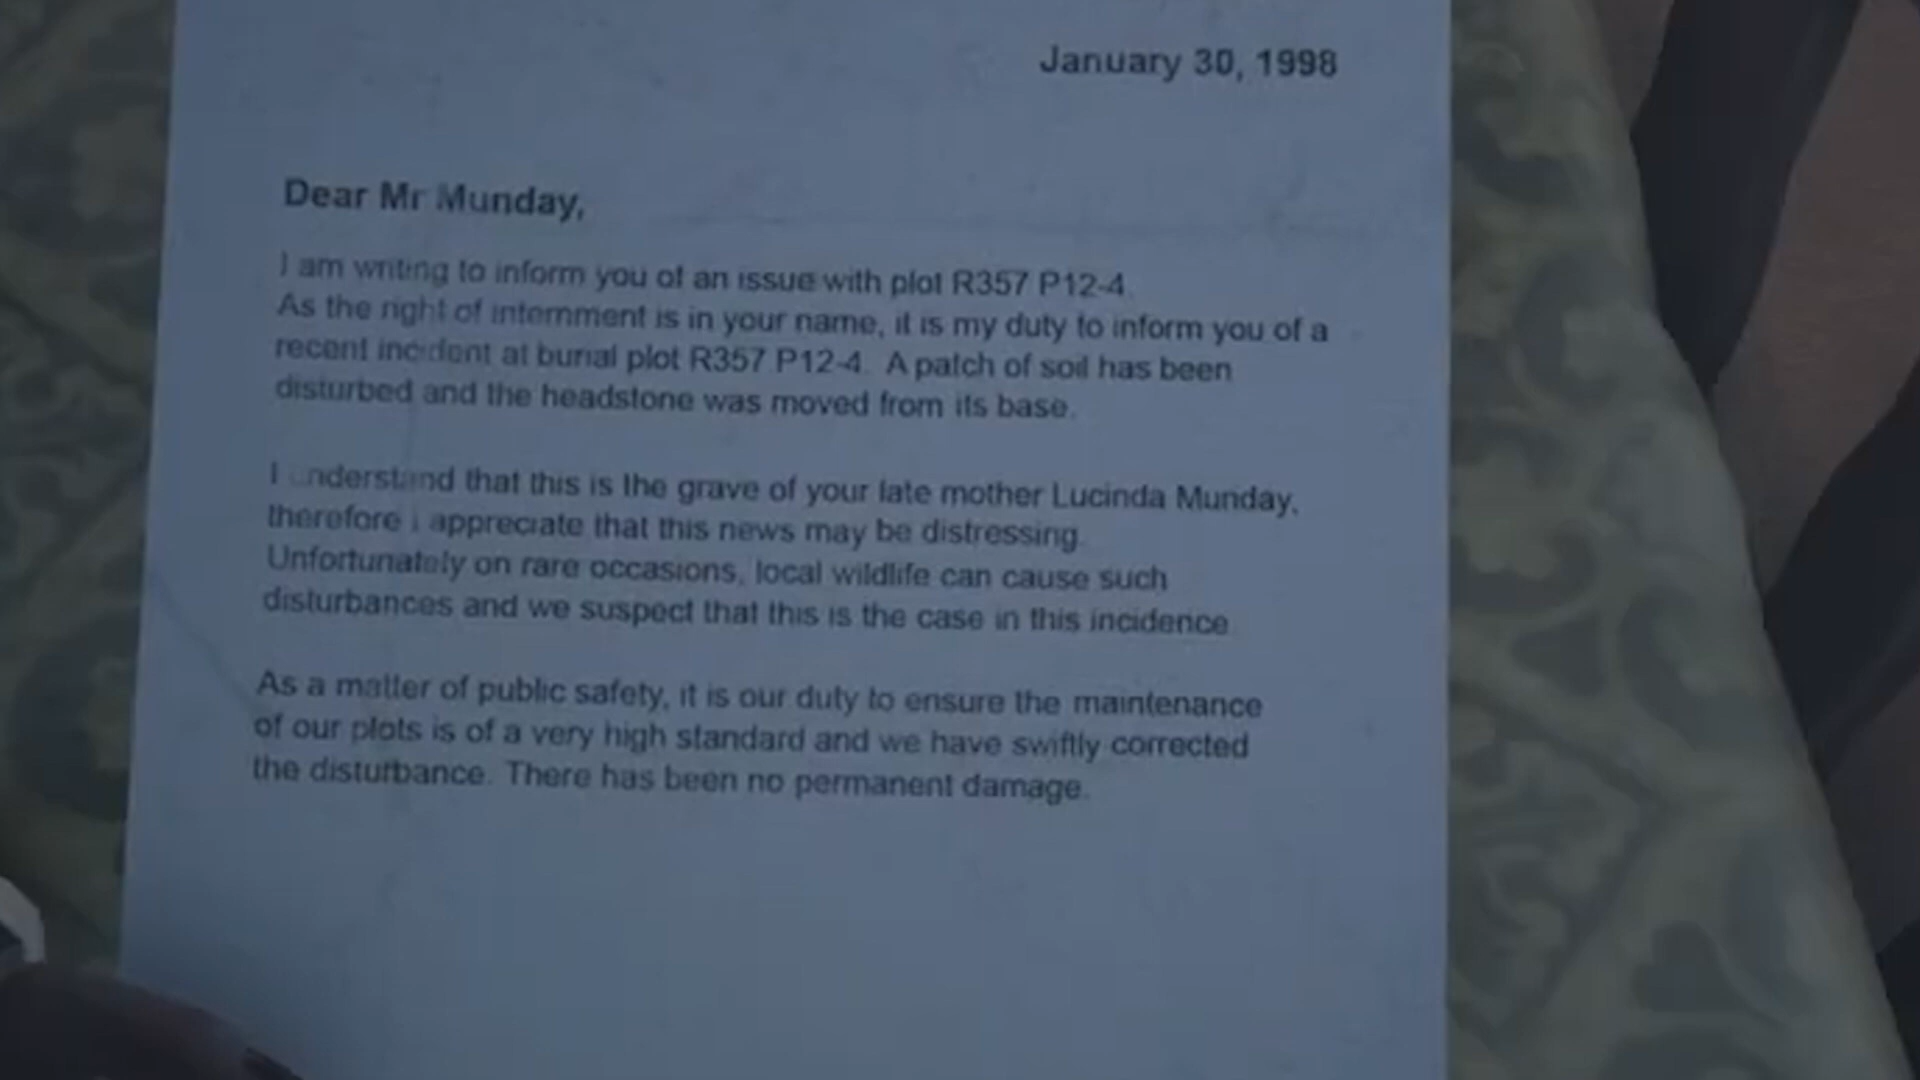 January 30, 1998
Dear Mr Munday,
I am writing to inform you of an issue with plot R357 P12-4.
As the right of internment is in your name, it is my duty to inform you of a
recent incident at burial plot R357 P12-4. A patch of soil has been
disturbed and the headstone was moved from its base.
I understand that this is the grave of your late mother Lucinda Munday,
therefore i appreciate that this news may be distressing.
Unfortunately on rare occasions, local wildlife can cause such
disturbances and we suspect that this is the case in this incidence.
As a matter of public safety, it is our duty to ensure the maintenance
of our plots is of a very high standard and we have swiftly corrected
the disturbance. There has been no permanent damage.